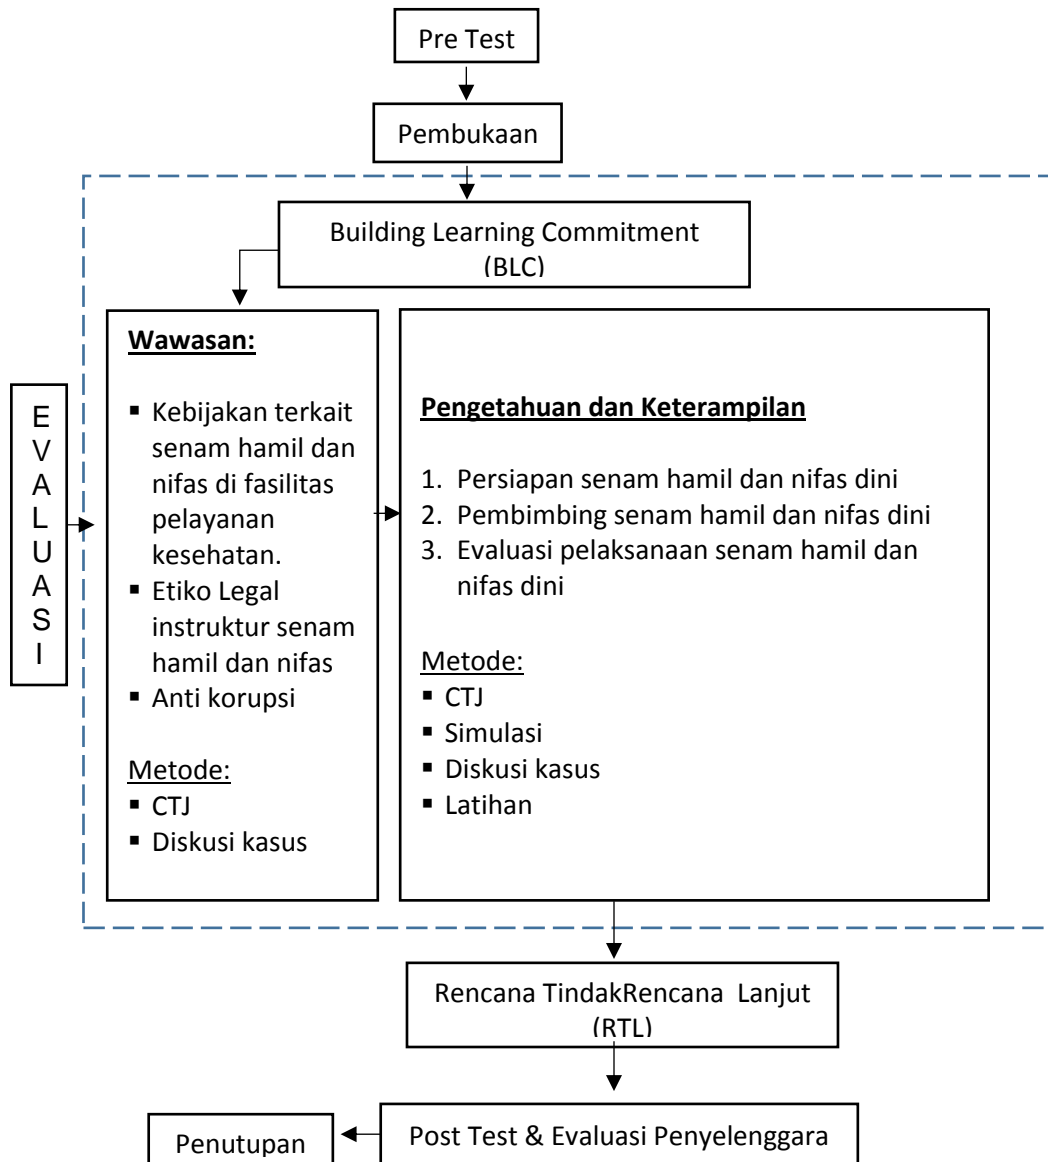 Pre Test
Pembukaan
Building Learning Commitment
(BLC)
E
V
A
L
U
A
S
I
Wawasan:
▪ Kebijakan terkait
senam hamil dan
nifas di fasilitas
pelayanan
kesehatan.
▪ Etiko Legal
instruktur senam
hamil dan nifas
▪ Anti korupsi
Metode:
▪ CTJ
▪ Diskusi kasus
Pengetahuan dan Keterampilan
1. Persiapan senam hamil dan nifas dini
2. Pembimbing senam hamil dan nifas dini
3. Evaluasi pelaksanaan senam hamil dan
nifas dini
Metode:
▪ CTJ
▪ Simulasi
▪ Diskusi kasus
▪ Latihan
Rencana TindakRencana Lanjut
(RTL)
Post Test & Evaluasi Penyelenggara
Penutupan